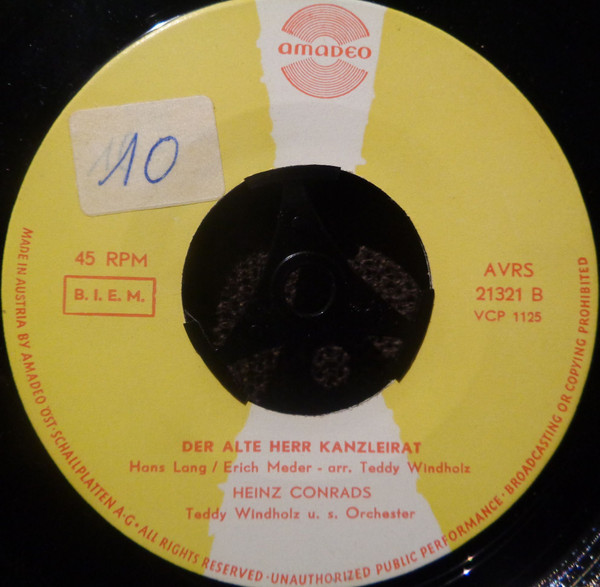 AMADEO
10
45 RPM
B. I. E. M.
AVRS
21321 B
VCP 1125
DER ALTE HERR KANZLEIRAT
Hans Lang / Erich Meder - arr. Teddy Windholz
HEINZ CONRADS
Teddy Windholz u. s. Orchester
MADE IN AUSTRIA BY AMADEO ÖST. SCHALLPLATTEN A·G · ALL RIGHTS RESERVED · UNAUTHORIZED PUBLIC PERFORMANCE · BROADCASTING OR COPYING PROHIBITED